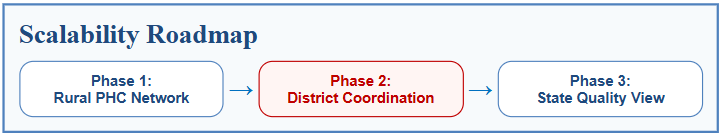 Scalability Roadmap
Phase 1:
Rural PHC Network
→
Phase 2:
District Coordination
→
Phase 3:
State Quality View